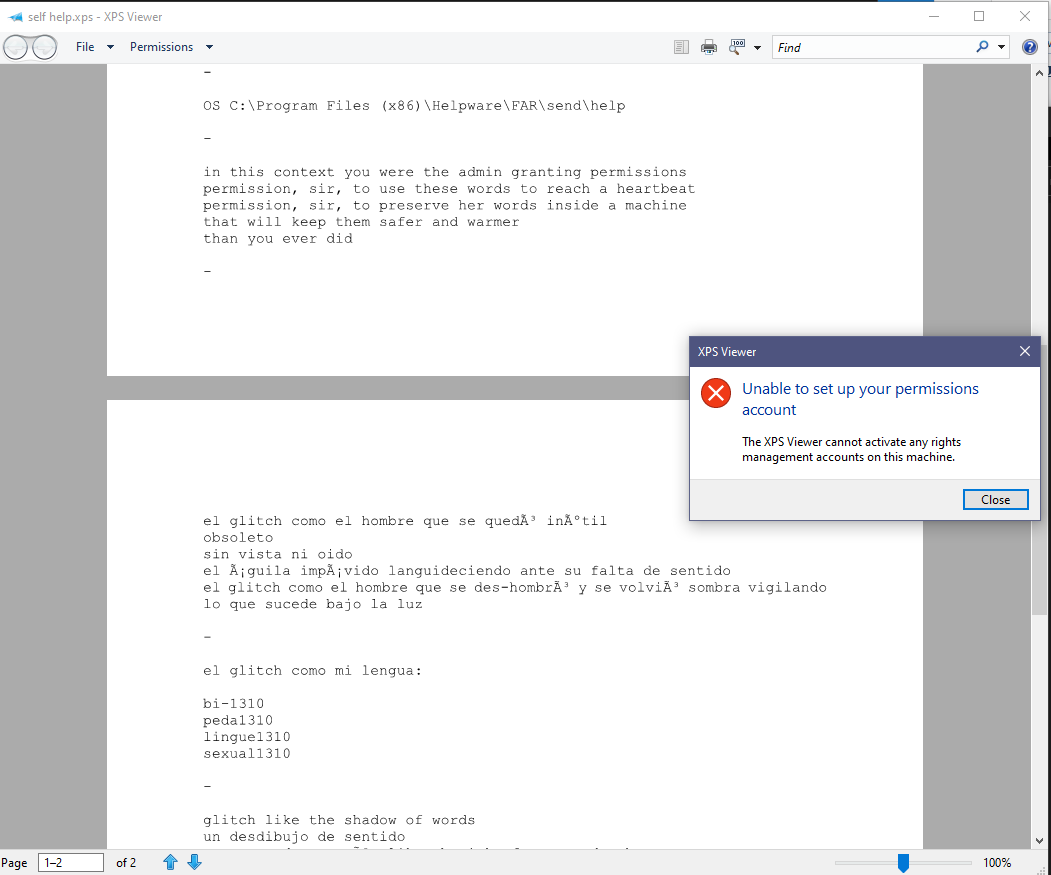 self help.xps - XPS Viewer
File Permissions
100
Find
-
OS C:\Program Files (x86)\Helpware\FAR\send\help
-
in this context you were the admin granting permissions
permission, sir, to use these words to reach a heartbeat
permission, sir, to preserve her words inside a machine
that will keep them safer and warmer
than you ever did
-
XPS Viewer
Unable to set up your permissions
account
The XPS Viewer cannot activate any rights
management accounts on this machine.
Close
el glitch como el hombre que se quedÃ³ inÃºtil
obsoleto
sin vista ni oido
el Ã¡guila impÃ¡vido languideciendo ante su falta de sentido
el glitch como el hombre que se des-hombrÃ³ y se volviÃ³ sombra vigilando
lo que sucede bajo la luz
-
el glitch como mi lengua:
bi-1310
peda1310
lingue1310
sexual1310
-
glitch like the shadow of words
un desdibujo de sentido
Page 1–2 of 2
100%